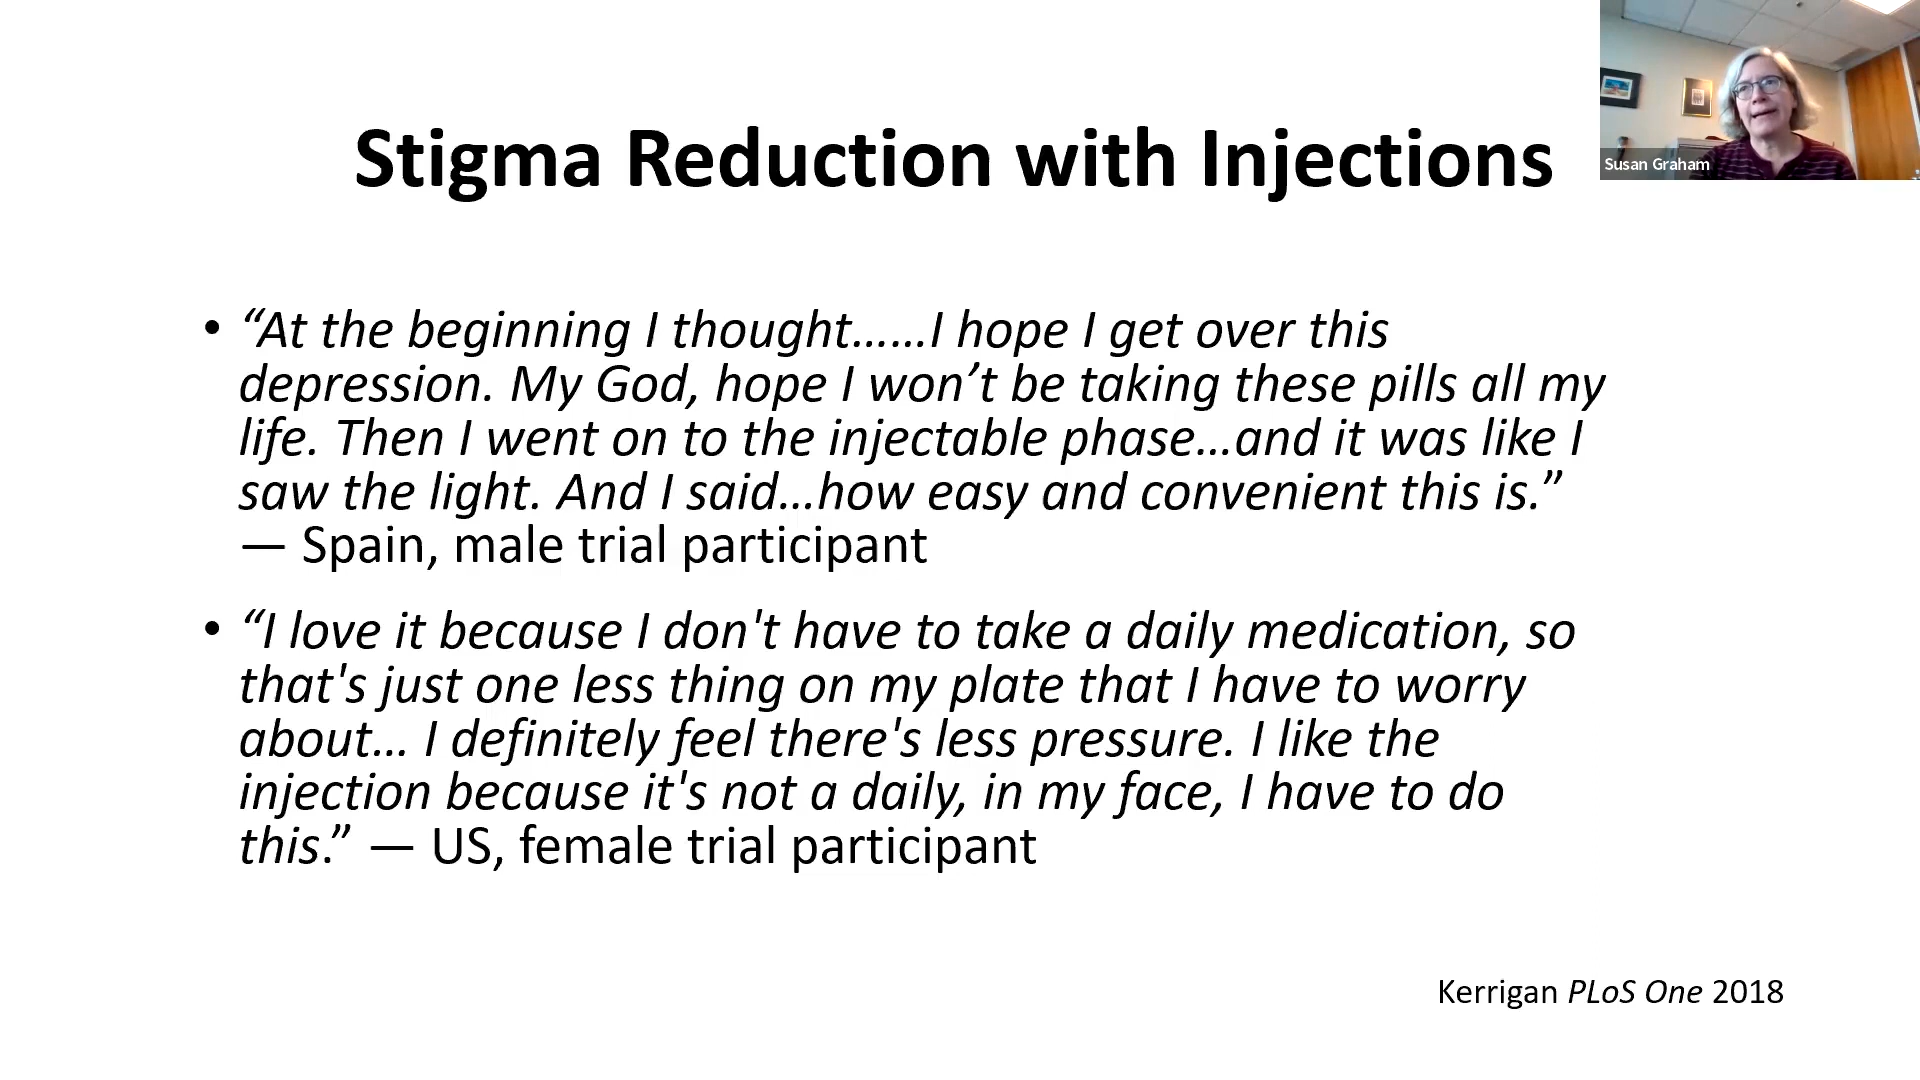 Susan Graham
Stigma Reduction with Injections
• “At the beginning I thought……I hope I get over this
depression. My God, hope I won’t be taking these pills all my
life. Then I went on to the injectable phase…and it was like I
saw the light. And I said…how easy and convenient this is.”
— Spain, male trial participant
• “I love it because I don't have to take a daily medication, so
that's just one less thing on my plate that I have to worry
about… I definitely feel there's less pressure. I like the
injection because it's not a daily, in my face, I have to do
this.” — US, female trial participant
Kerrigan PLoS One 2018